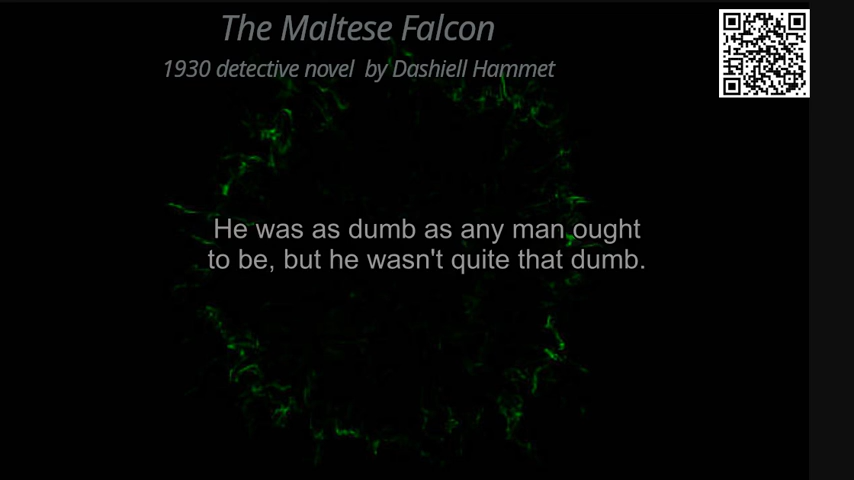 The Maltese Falcon
1930 detective novel by Dashiell Hammet
He was as dumb as any man ought
to be, but he wasn't quite that dumb.